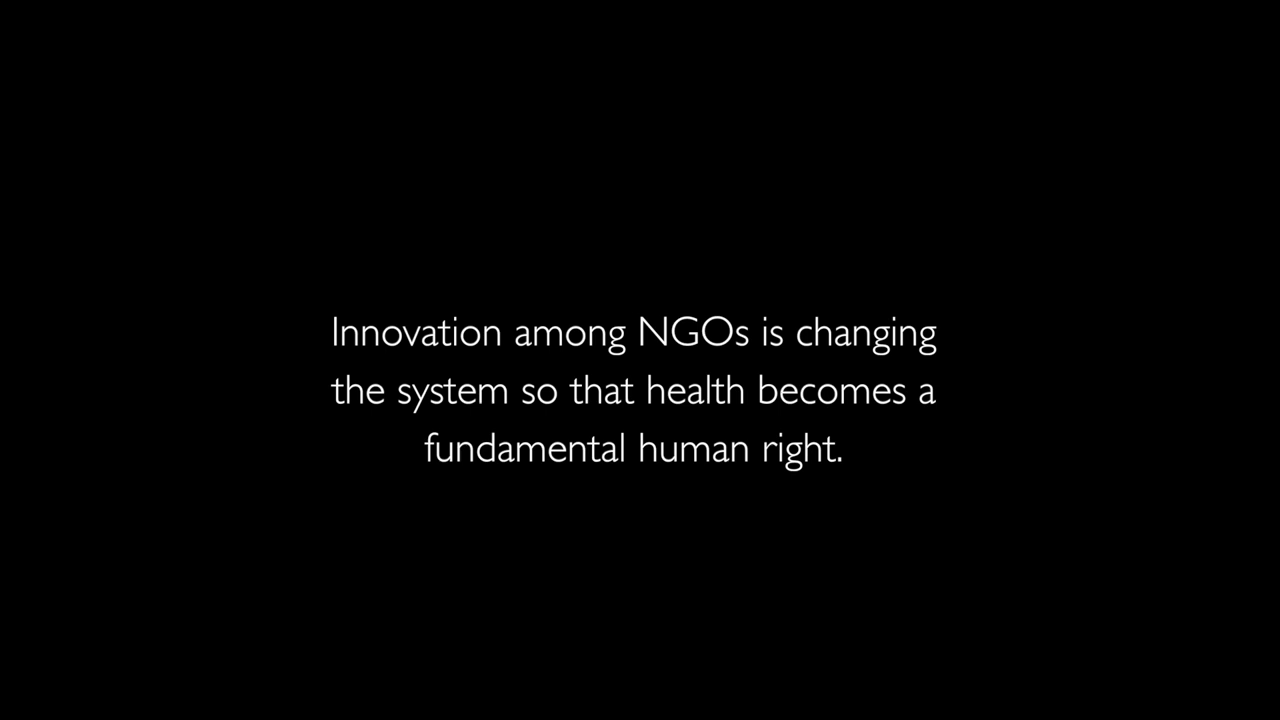 Innovation among NGOs is changing
the system so that health becomes a
fundamental human right.